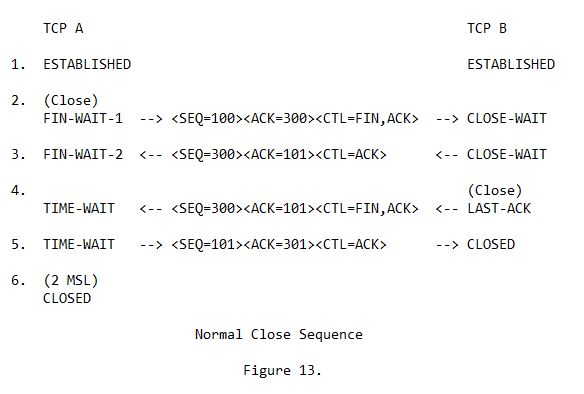 TCP A                                                TCP B
1.  ESTABLISHED                                          ESTABLISHED
2.  (Close)
FIN-WAIT-1  --> <SEQ=100><ACK=300><CTL=FIN,ACK>  --> CLOSE-WAIT
3.  FIN-WAIT-2  <-- <SEQ=300><ACK=101><CTL=ACK>      <-- CLOSE-WAIT
4.                                                       (Close)
TIME-WAIT   <-- <SEQ=300><ACK=101><CTL=FIN,ACK>  <-- LAST-ACK
5.  TIME-WAIT   --> <SEQ=101><ACK=301><CTL=ACK>      --> CLOSED
6.  (2 MSL)
CLOSED
Normal Close Sequence
Figure 13.